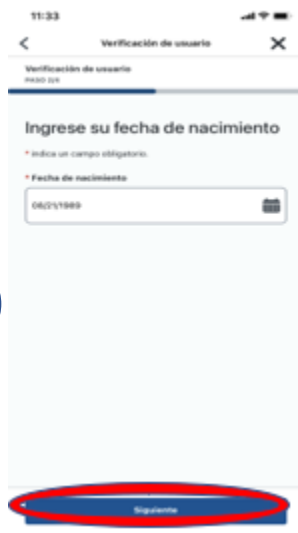 11:33
Verificación de usuario
Verificación de usuario
Ingrese su fecha de nacimiento
* indica un campo obligatorio.
* Fecha de nacimiento
06/21/1989
Siguiente